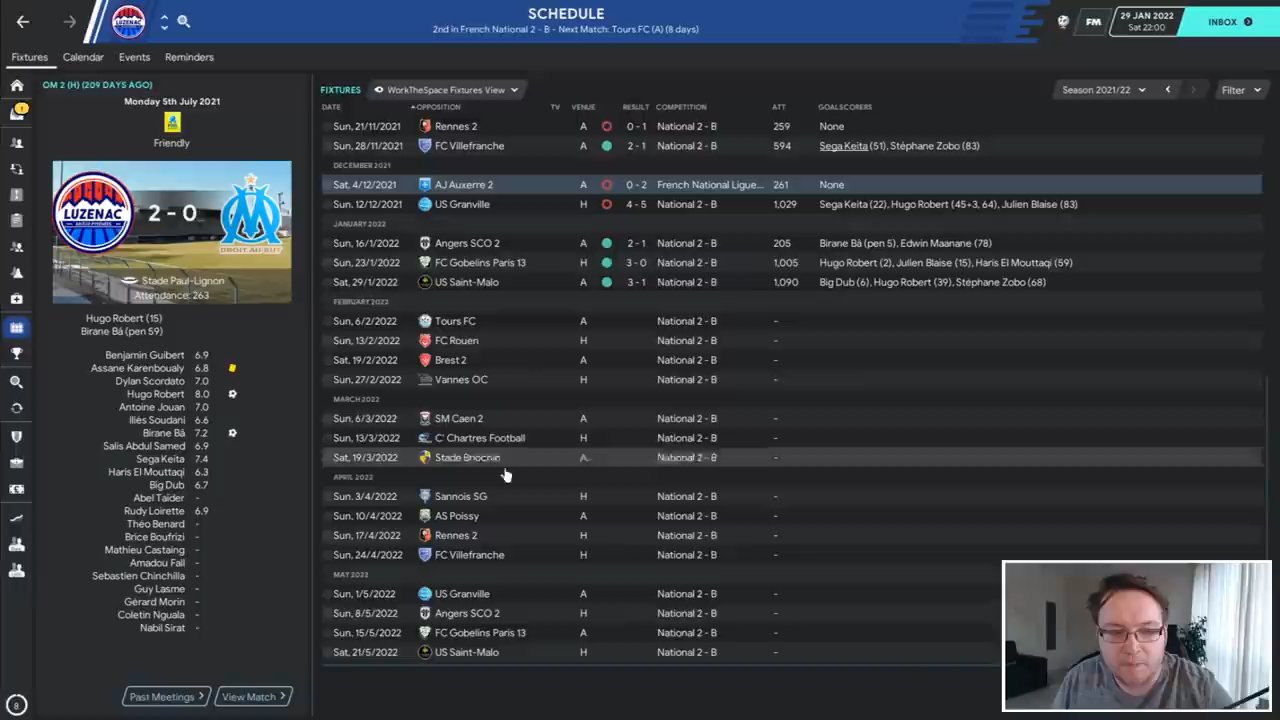 SCHEDULE
2nd in French National 2 - B - Next Match: Tours FC (A) (8 days)
FM
29 JAN 2022
Sat 22:00
INBOX
Fixtures Calendar Events Reminders
OM 2 (H) (209 DAYS AGO)
Monday 5th July 2021
Friendly
LUZENAC
2 - 0
DROIT AU BUT
Stade Paul-Lignon
Attendance: 263
Hugo Robert (15)
Birane Bâ (pen 59)
Benjamin Guibert 6.9
Assane Karenboualy 6.8
Dylan Scordato 7.0
Hugo Robert 8.0
Antoine Jouan 7.0
Illiès Soudani 6.6
Birane Bâ 7.2
Salis Abdul Samed 6.9
Sega Keita 7.4
Haris El Mouttaqi 6.3
Big Dub 6.7
Abel Taïder -
Rudy Loirette 6.9
Théo Benard -
Brice Boufrizi -
Mathieu Castaing -
Amadou Fall -
Sebastien Chinchilla -
Guy Lasme -
Gérard Morin -
Coletin Nguala -
Nabil Sirat -
Past Meetings View Match
FIXTURES WorkTheSpace Fixtures View Season 2021/22 Filter
DATE OPPOSITION TV VENUE RESULT COMPETITION ATT GOALSCORERS
Sun, 21/11/2021 Rennes 2 A 0 - 1 National 2 - B 259 None
Sun, 28/11/2021 FC Villefranche A 2 - 1 National 2 - B 594 Sega Keita (51), Stéphane Zobo (83)
DECEMBER 2021
Sat, 4/12/2021 AJ Auxerre 2 A 0 - 2 French National Ligue... 261 None
Sun, 12/12/2021 US Granville H 4 - 5 National 2 - B 1,029 Sega Keita (22), Hugo Robert (45+3, 64), Julien Blaise (83)
JANUARY 2022
Sun, 16/1/2022 Angers SCO 2 A 2 - 1 National 2 - B 205 Birane Bâ (pen 5), Edwin Maanane (78)
Sun, 23/1/2022 FC Gobelins Paris 13 H 3 - 0 National 2 - B 1,005 Hugo Robert (2), Julien Blaise (15), Haris El Mouttaqi (59)
Sat, 29/1/2022 US Saint-Malo A 3 - 1 National 2 - B 1,090 Big Dub (6), Hugo Robert (39), Stéphane Zobo (68)
FEBRUARY 2022
Sun, 6/2/2022 Tours FC A National 2 - B -
Sun, 13/2/2022 FC Rouen H National 2 - B -
Sat, 19/2/2022 Brest 2 A National 2 - B -
Sun, 27/2/2022 Vannes OC H National 2 - B -
MARCH 2022
Sun, 6/3/2022 SM Caen 2 A National 2 - B -
Sun, 13/3/2022 C' Chartres Football H National 2 - B -
Sat, 19/3/2022 Stade Briochin A National 2 - B -
APRIL 2022
Sun, 3/4/2022 Sannois SG H National 2 - B -
Sun, 10/4/2022 AS Poissy A National 2 - B -
Sun, 17/4/2022 Rennes 2 H National 2 - B -
Sun, 24/4/2022 FC Villefranche H National 2 - B -
MAY 2022
Sun, 1/5/2022 US Granville A National 2 - B -
Sun, 8/5/2022 Angers SCO 2 H National 2 - B -
Sun, 15/5/2022 FC Gobelins Paris 13 A National 2 - B -
Sat, 21/5/2022 US Saint-Malo H National 2 - B -